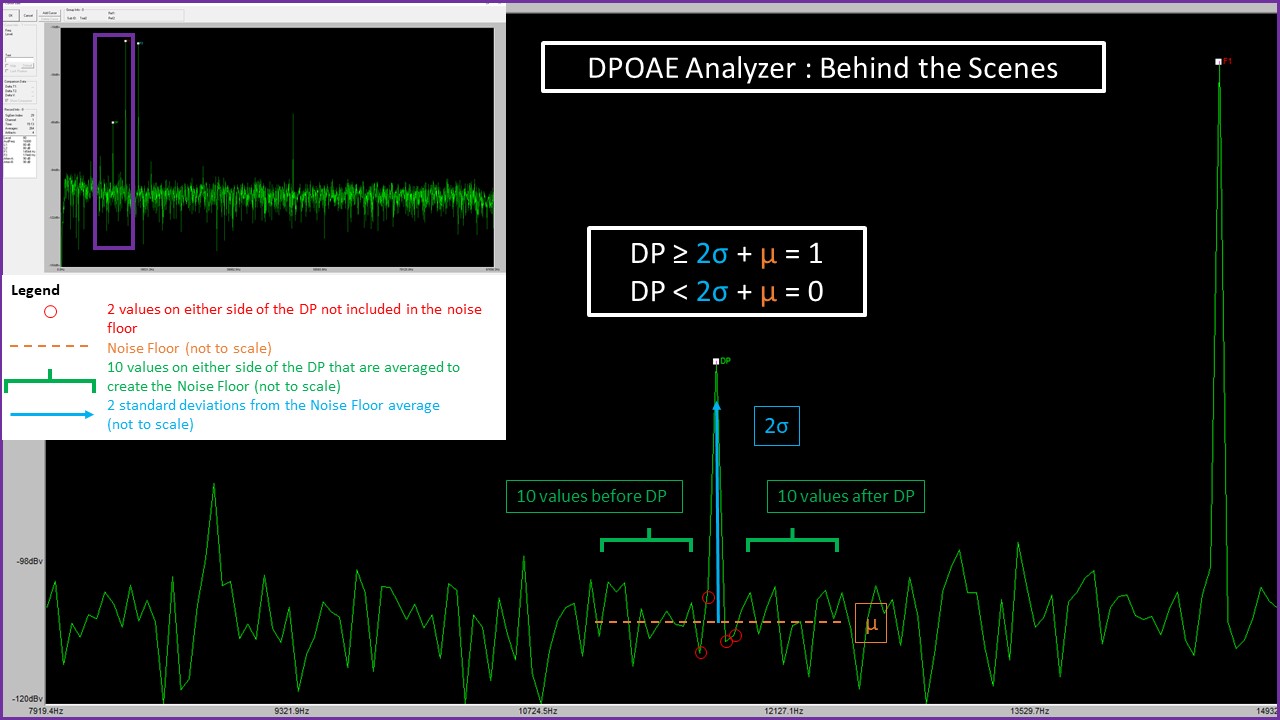 OK
Cancel
DPOAE Analyzer : Behind the Scenes
F1
DP ≥ 2σ + μ = 1
DP < 2σ + μ = 0
Legend
2 values on either side of the DP not included in the noise
floor
Noise Floor (not to scale)
10 values on either side of the DP that are averaged to
create the Noise Floor (not to scale)
2 standard deviations from the Noise Floor average
(not to scale)
DP
2σ
10 values before DP
10 values after DP
-98dBv
μ
-120dBv
7919.4Hz
9321.9Hz
10724.5Hz
12127.1Hz
13529.7Hz